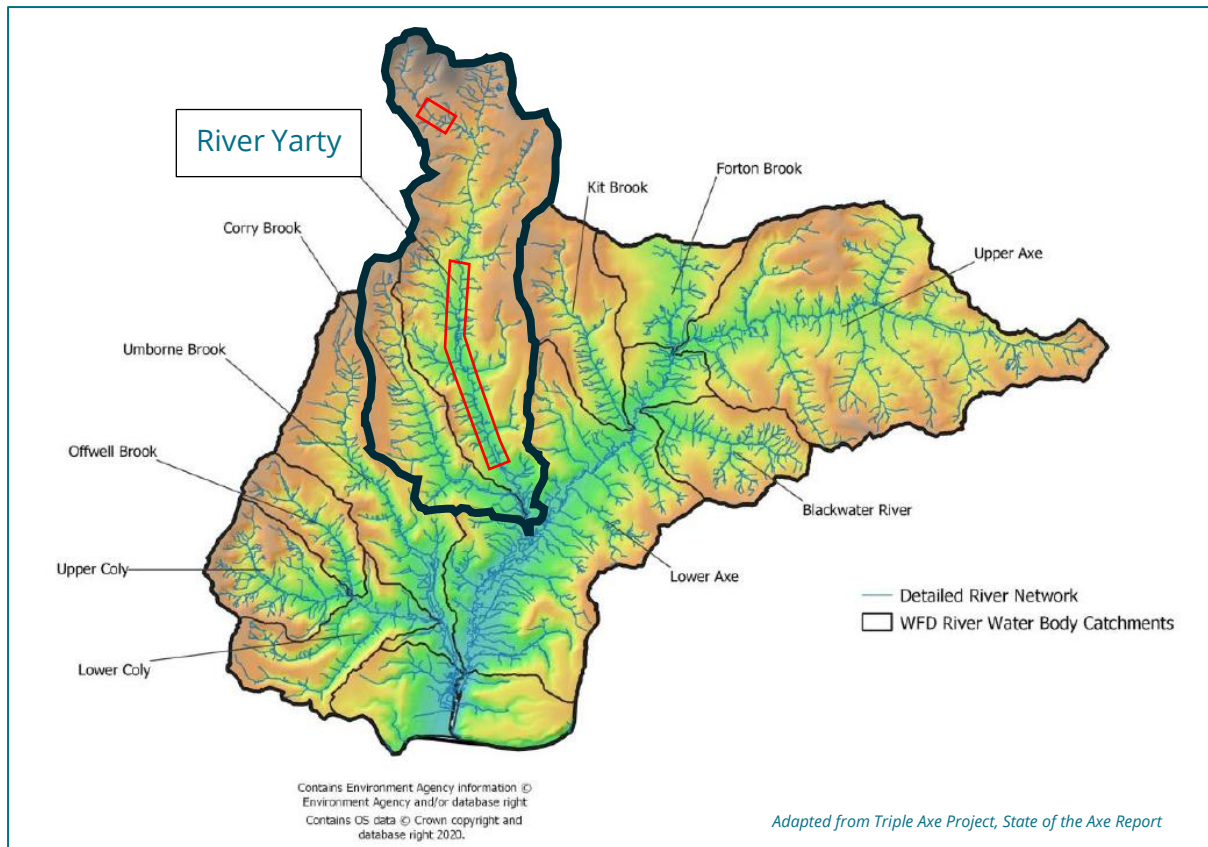 River Yarty
Forton Brook
Kit Brook
Corry Brook
Upper Axe
Umborne Brook
Offwell Brook
Blackwater River
Upper Coly
Lower Axe
Detailed River Network
WFD River Water Body Catchments
Lower Coly
Contains Environment Agency information ©
Environment Agency and/or database right
Contains OS data © Crown copyright and
database right 2020.
Adapted from Triple Axe Project, State of the Axe Report